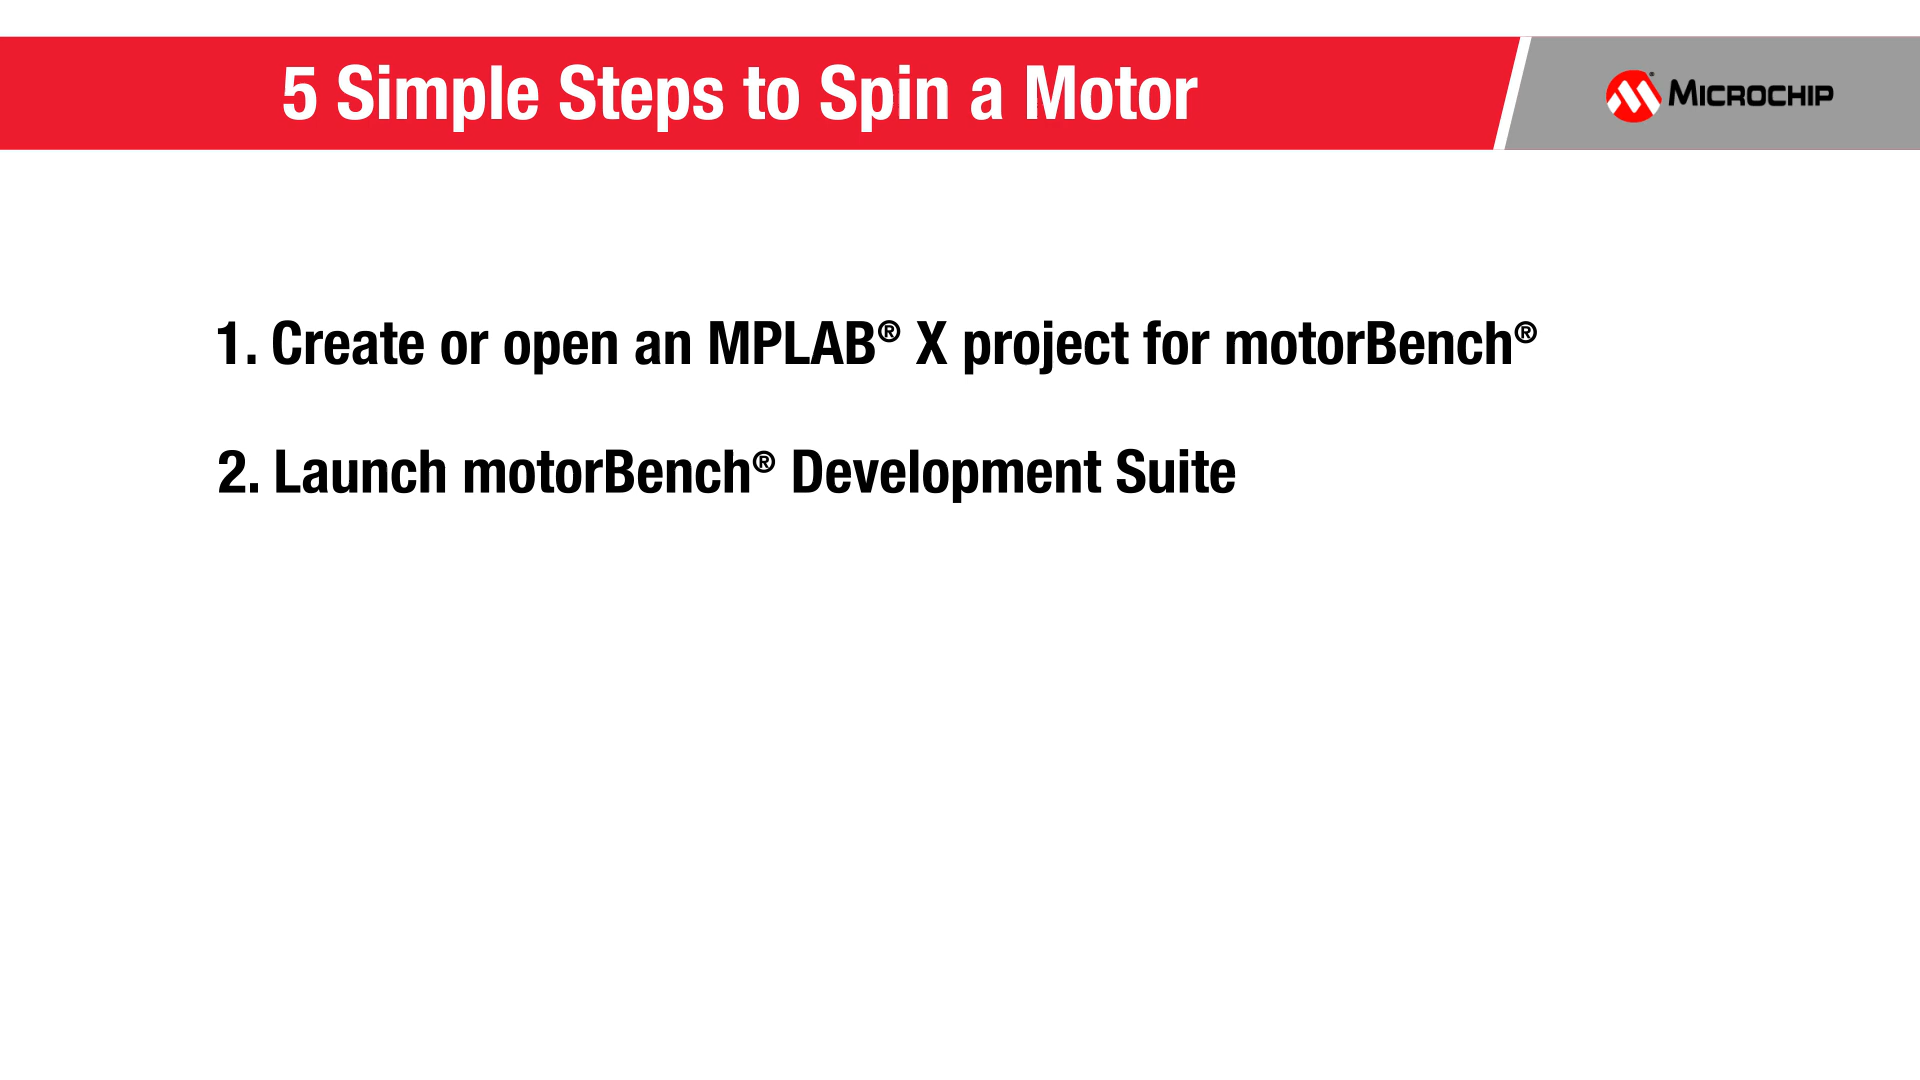 5 Simple Steps to Spin a Motor
MICROCHIP
1. Create or open an MPLAB® X project for motorBench®
2. Launch motorBench® Development Suite